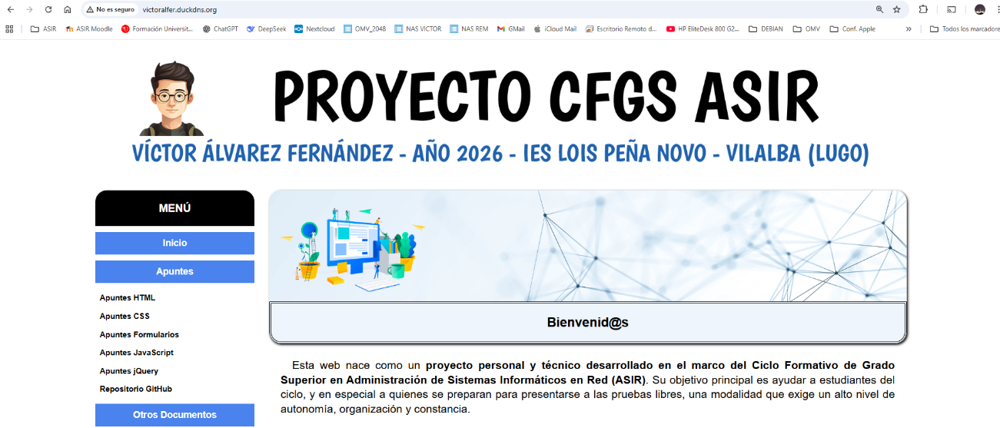 No es seguro victoralfer.duckdns.org
ASIR ASIR Moodle Formación Universit... ChatGPT DeepSeek Nextcloud OMV_2048 NAS VICTOR NAS REM GMail iCloud Mail Escritorio Remoto d... HP EliteDesk 800 G2... DEBIAN OMV Conf. Apple » Todos los marcadore
PROYECTO CFGS ASIR
VÍCTOR ÁLVAREZ FERNÁNDEZ - AÑO 2026 - IES LOIS PEÑA NOVO - VILALBA (LUGO)
MENÚ
Inicio
Apuntes
Apuntes HTML
Apuntes CSS
Apuntes Formularios
Apuntes JavaScript
Apuntes jQuery
Repositorio GitHub
Otros Documentos
Bienvenid@s
Esta web nace como un proyecto personal y técnico desarrollado en el marco del Ciclo Formativo de Grado
Superior en Administración de Sistemas Informáticos en Red (ASIR). Su objetivo principal es ayudar a estudiantes del
ciclo, y en especial a quienes se preparan para presentarse a las pruebas libres, una modalidad que exige un alto nivel de
autonomía, organización y constancia.